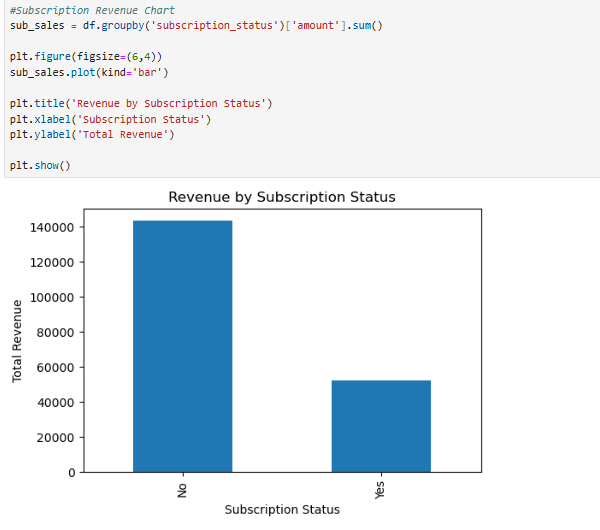 #Subscription Revenue Chart
sub_sales = df.groupby('subscription_status')['amount'].sum()
plt.figure(figsize=(6,4))
sub_sales.plot(kind='bar')
plt.title('Revenue by Subscription Status')
plt.xlabel('Subscription Status')
plt.ylabel('Total Revenue')
plt.show()
Revenue by Subscription Status
Total Revenue
140000
120000
100000
80000
60000
40000
20000
0
No
Yes
Subscription Status